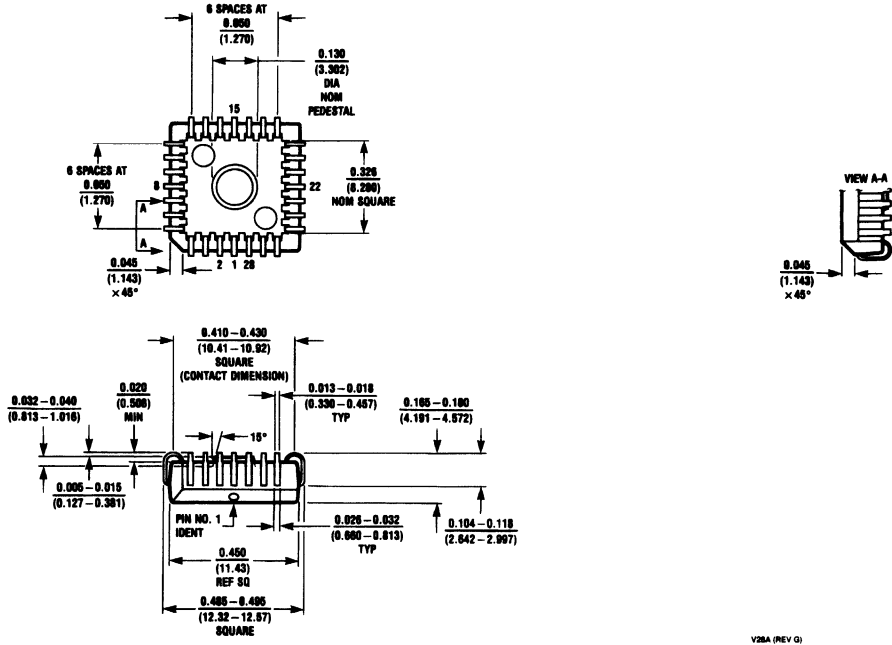 6 SPACES AT
0.050
(1.270)
0.130
(3.302)
DIA
NOM
PEDESTAL
15
6 SPACES AT
0.050
(1.270)
8
A
A
22
0.326
(8.280)
NOM SQUARE
2 1 28
0.045
(1.143)
×45°
VIEW A-A
0.045
(1.143)
×45°
0.410–0.430
(10.41–10.92)
SQUARE
(CONTACT DIMENSION)
0.032–0.040
(0.813–1.016)
0.020
(0.508)
MIN
0.013–0.018
(0.330–0.457)
TYP
0.165–0.180
(4.191–4.572)
15°
0.005–0.015
(0.127–0.381)
PIN NO. 1
IDENT
0.026–0.032
(0.660–0.813)
TYP
0.104–0.118
(2.642–2.997)
0.450
(11.43)
REF SQ
0.485–0.495
(12.32–12.57)
SQUARE
V28A (REV G)